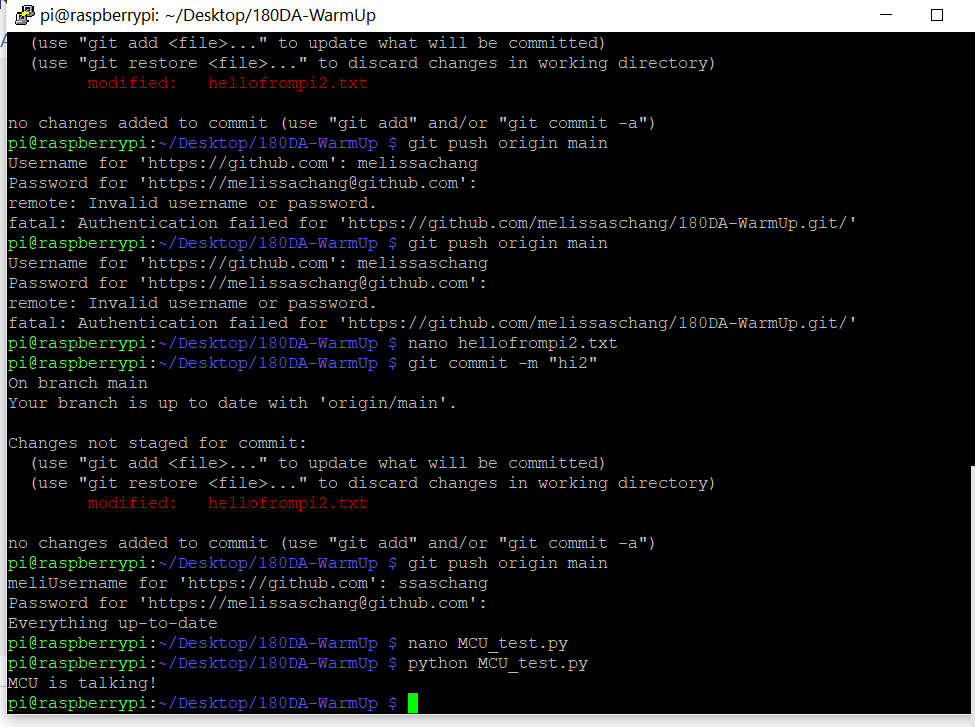 pi@raspberrypi: ~/Desktop/180DA-WarmUp
(use "git add <file>..." to update what will be committed)
(use "git restore <file>..." to discard changes in working directory)
modified: hellofrompi2.txt
no changes added to commit (use "git add" and/or "git commit -a")
pi@raspberrypi:~/Desktop/180DA-WarmUp $ git push origin main
Username for 'https://github.com': melissachang
Password for 'https://melissachang@github.com':
remote: Invalid username or password.
fatal: Authentication failed for 'https://github.com/melissaschang/180DA-WarmUp.git/'
pi@raspberrypi:~/Desktop/180DA-WarmUp $ git push origin main
Username for 'https://github.com': melissaschang
Password for 'https://melissaschang@github.com':
remote: Invalid username or password.
fatal: Authentication failed for 'https://github.com/melissaschang/180DA-WarmUp.git/'
pi@raspberrypi:~/Desktop/180DA-WarmUp $ nano hellofrompi2.txt
pi@raspberrypi:~/Desktop/180DA-WarmUp $ git commit -m "hi2"
On branch main
Your branch is up to date with 'origin/main'.
Changes not staged for commit:
(use "git add <file>..." to update what will be committed)
(use "git restore <file>..." to discard changes in working directory)
modified: hellofrompi2.txt
no changes added to commit (use "git add" and/or "git commit -a")
pi@raspberrypi:~/Desktop/180DA-WarmUp $ git push origin main
meliUsername for 'https://github.com': ssaschang
Password for 'https://melissaschang@github.com':
Everything up-to-date
pi@raspberrypi:~/Desktop/180DA-WarmUp $ nano MCU_test.py
pi@raspberrypi:~/Desktop/180DA-WarmUp $ python MCU_test.py
MCU is talking!
pi@raspberrypi:~/Desktop/180DA-WarmUp $